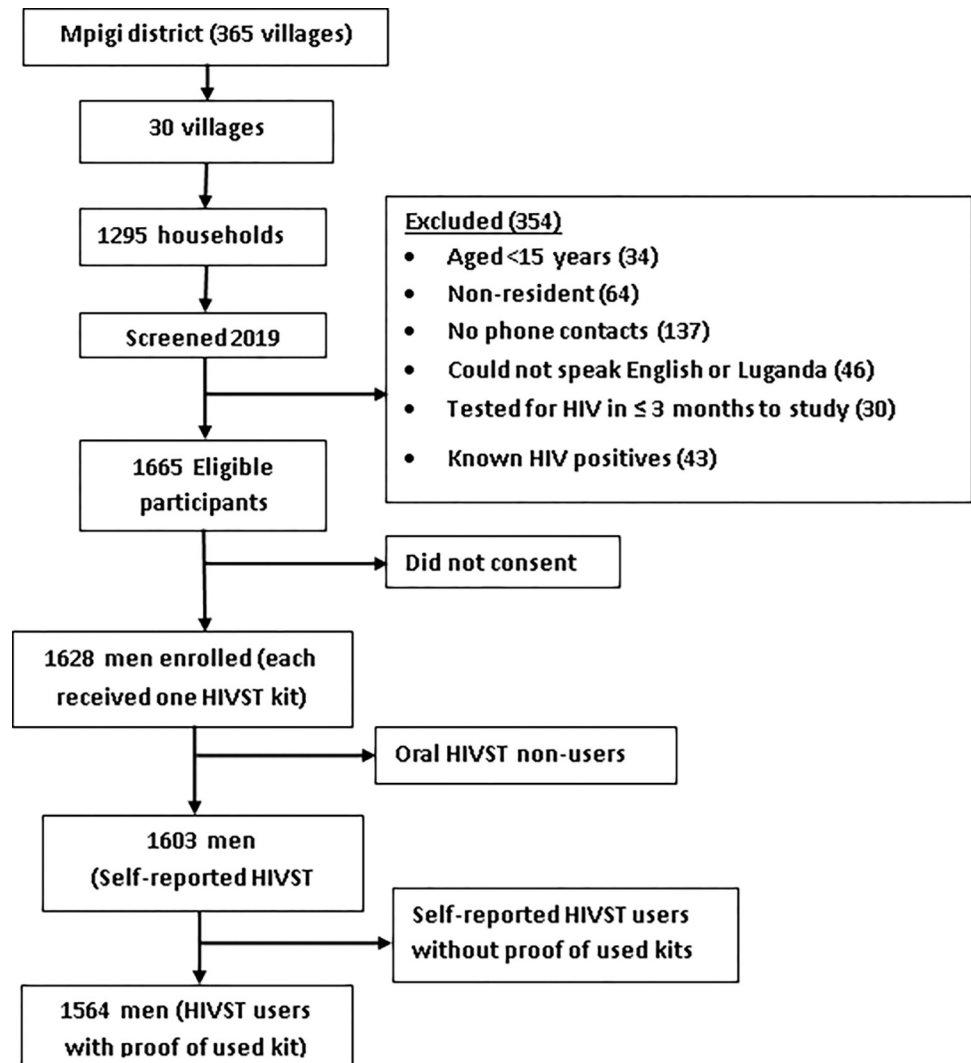 Mpigi district (365 villages)
30 villages
1295 households
Screened 2019
Excluded (354)
• Aged <15 years (34)
• Non-resident (64)
• No phone contacts (137)
• Could not speak English or Luganda (46)
• Tested for HIV in ≤ 3 months to study (30)
• Known HIV positives (43)
1665 Eligible
participants
Did not consent
1628 men enrolled (each
received one HIVST kit)
Oral HIVST non-users
1603 men
(Self-reported HIVST
Self-reported HIVST users
without proof of used kits
1564 men (HIVST users
with proof of used kit)